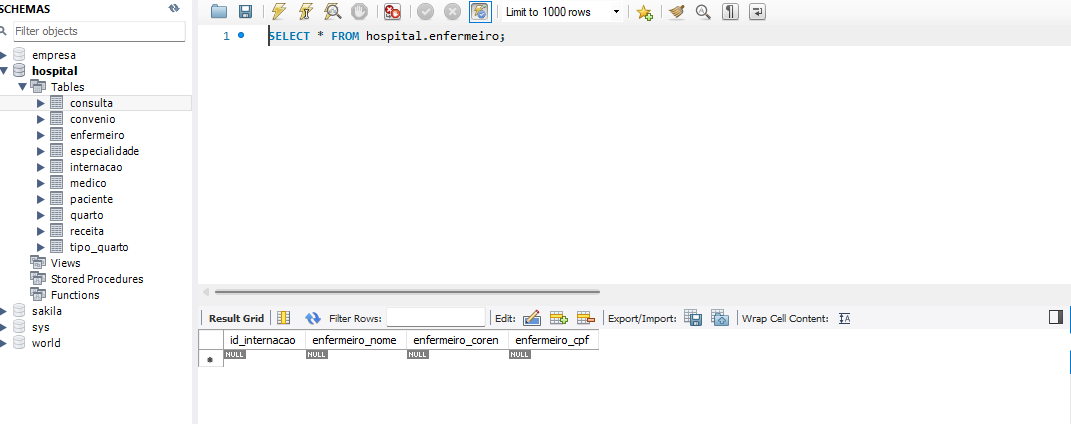 SCHEMAS
Filter objects
empresa
hospital
Tables
consulta
convenio
enfermeiro
especialidade
internacao
medico
paciente
quarto
receita
tipo_quarto
Views
Stored Procedures
Functions
sakila
sys
world
Limit to 1000 rows
1 SELECT * FROM hospital.enfermeiro;
Result Grid Filter Rows: Edit: Export/Import: Wrap Cell Content: IA
id_internacao enfermeiro_nome enfermeiro_coren enfermeiro_cpf
* NULL NULL NULL NULL